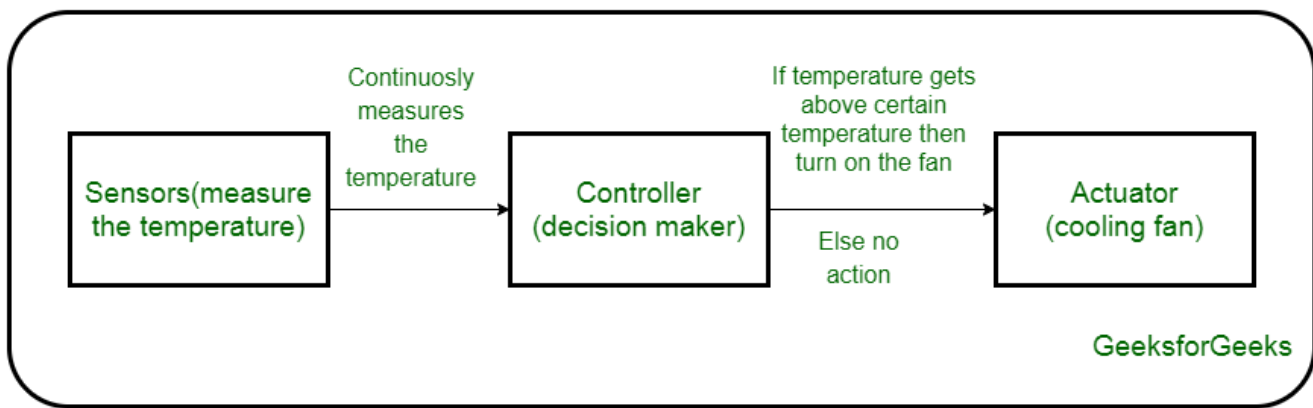 Continuosly
measures
the
temperature
If temperature gets
above certain
temperature then
turn on the fan
Sensors(measure
the temperature)
Controller
(decision maker)
Actuator
(cooling fan)
Else no
action
GeeksforGeeks